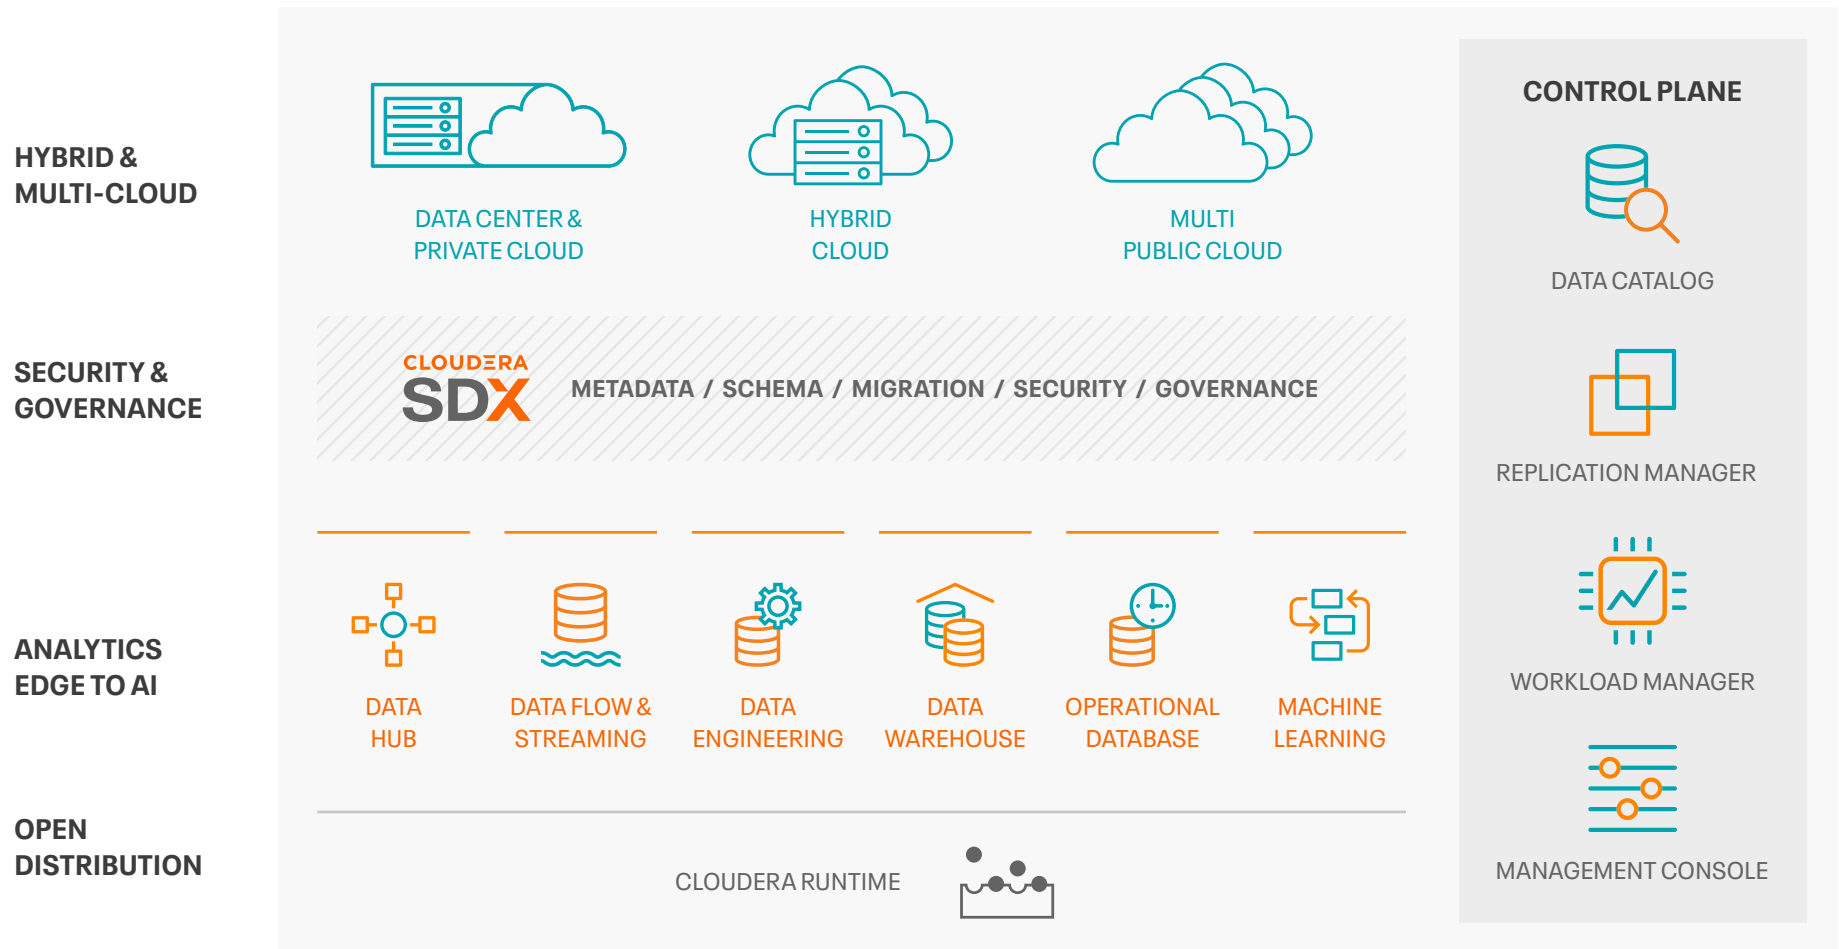 HYBRID &
MULTI-CLOUD
DATA CENTER &
PRIVATE CLOUD
HYBRID
CLOUD
MULTI
PUBLIC CLOUD
SECURITY &
GOVERNANCE
CLOUDERA
SDX
METADATA / SCHEMA / MIGRATION / SECURITY / GOVERNANCE
ANALYTICS
EDGE TO AI
DATA
HUB
DATA FLOW &
STREAMING
DATA
ENGINEERING
DATA
WAREHOUSE
OPERATIONAL
DATABASE
MACHINE
LEARNING
OPEN
DISTRIBUTION
CLOUDERA RUNTIME
CONTROL PLANE
DATA CATALOG
REPLICATION MANAGER
WORKLOAD MANAGER
MANAGEMENT CONSOLE